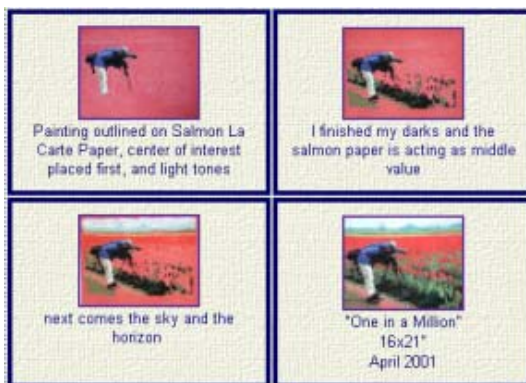 Painting outlined on Salmon La
Carte Paper, center of interest
placed first, and light tones
I finished my darks and the
salmon paper is acting as middle
value
next comes the sky and the
horizon
"One in a Million"
16x21"
April 2001